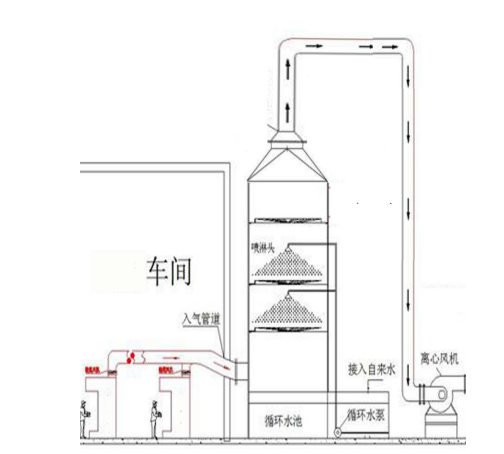 喷淋头
车间
入气管道
离心风机
接入自来水
循环水池
循环水泵